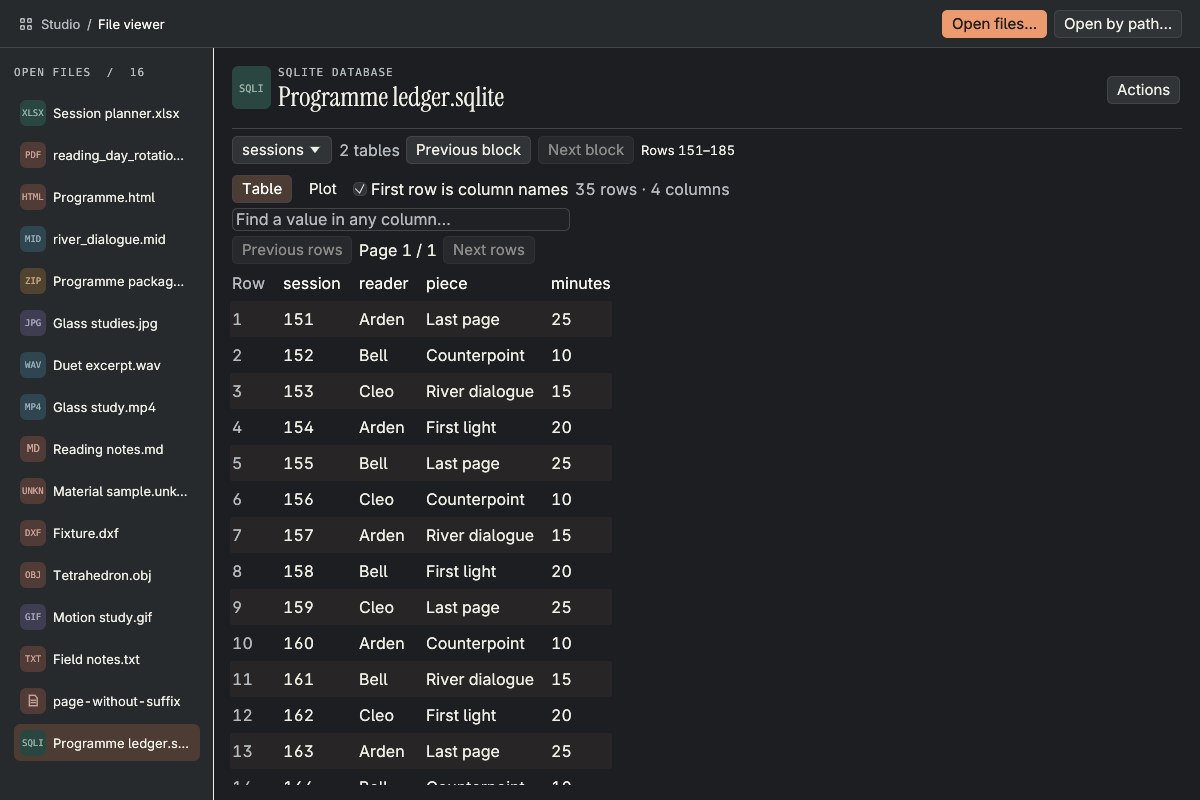 Studio / File viewer
Open files...
Open by path...
OPEN FILES / 16
XLSX Session planner.xlsx
PDF reading_day_rotatio...
HTML Programme.html
MID river_dialogue.mid
ZIP Programme packag...
JPG Glass studies.jpg
WAV Duet excerpt.wav
MP4 Glass study.mp4
MD Reading notes.md
UNKN Material sample.unk...
DXF Fixture.dxf
OBJ Tetrahedron.obj
GIF Motion study.gif
TXT Field notes.txt
page-without-suffix
SQLI Programme ledger.s...
SQLI
SQLITE DATABASE
Programme ledger.sqlite
Actions
sessions 2 tables Previous block Next block Rows 151–185
Table Plot First row is column names 35 rows · 4 columns
Find a value in any column...
Previous rows Page 1 / 1 Next rows
Row session reader piece minutes
1 151 Arden Last page 25
2 152 Bell Counterpoint 10
3 153 Cleo River dialogue 15
4 154 Arden First light 20
5 155 Bell Last page 25
6 156 Cleo Counterpoint 10
7 157 Arden River dialogue 15
8 158 Bell First light 20
9 159 Cleo Last page 25
10 160 Arden Counterpoint 10
11 161 Bell River dialogue 15
12 162 Cleo First light 20
13 163 Arden Last page 25